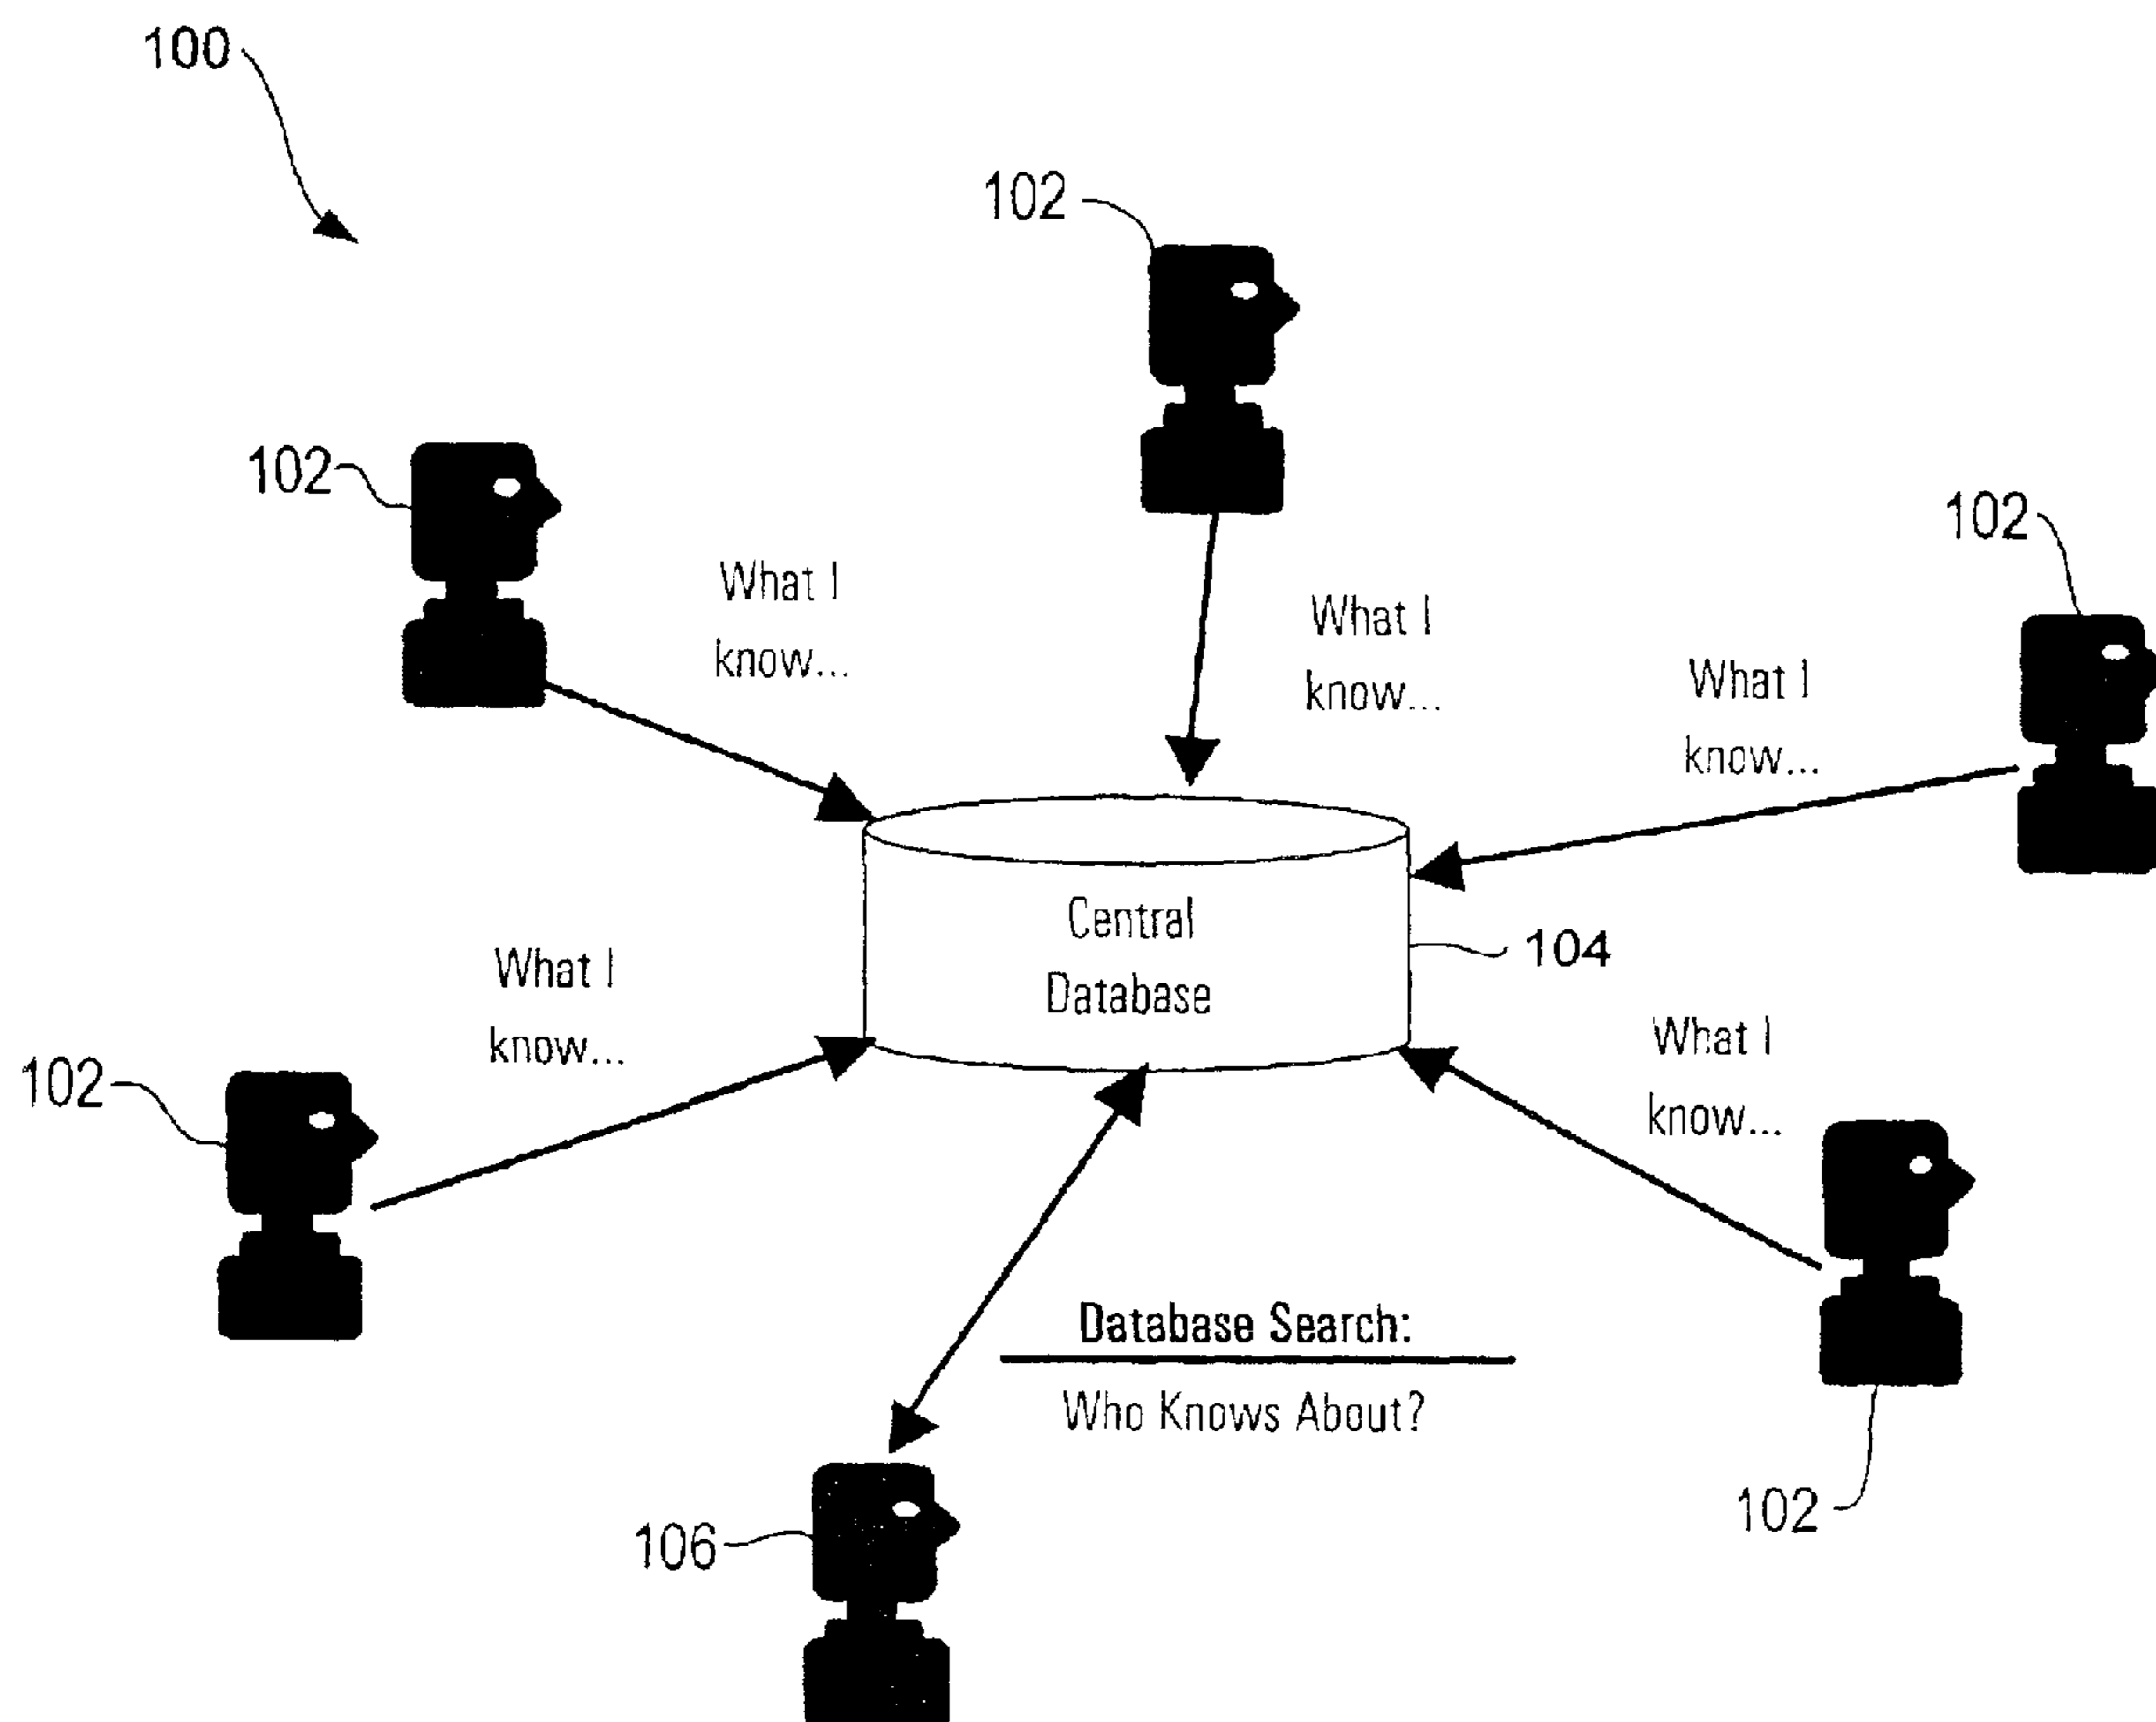 100
102
102
102
What I
know...
What I
know...
What I
know...
Central
Database
104
What I
know...
What I
know...
102
Database Search:
Who Knows About?
102
106